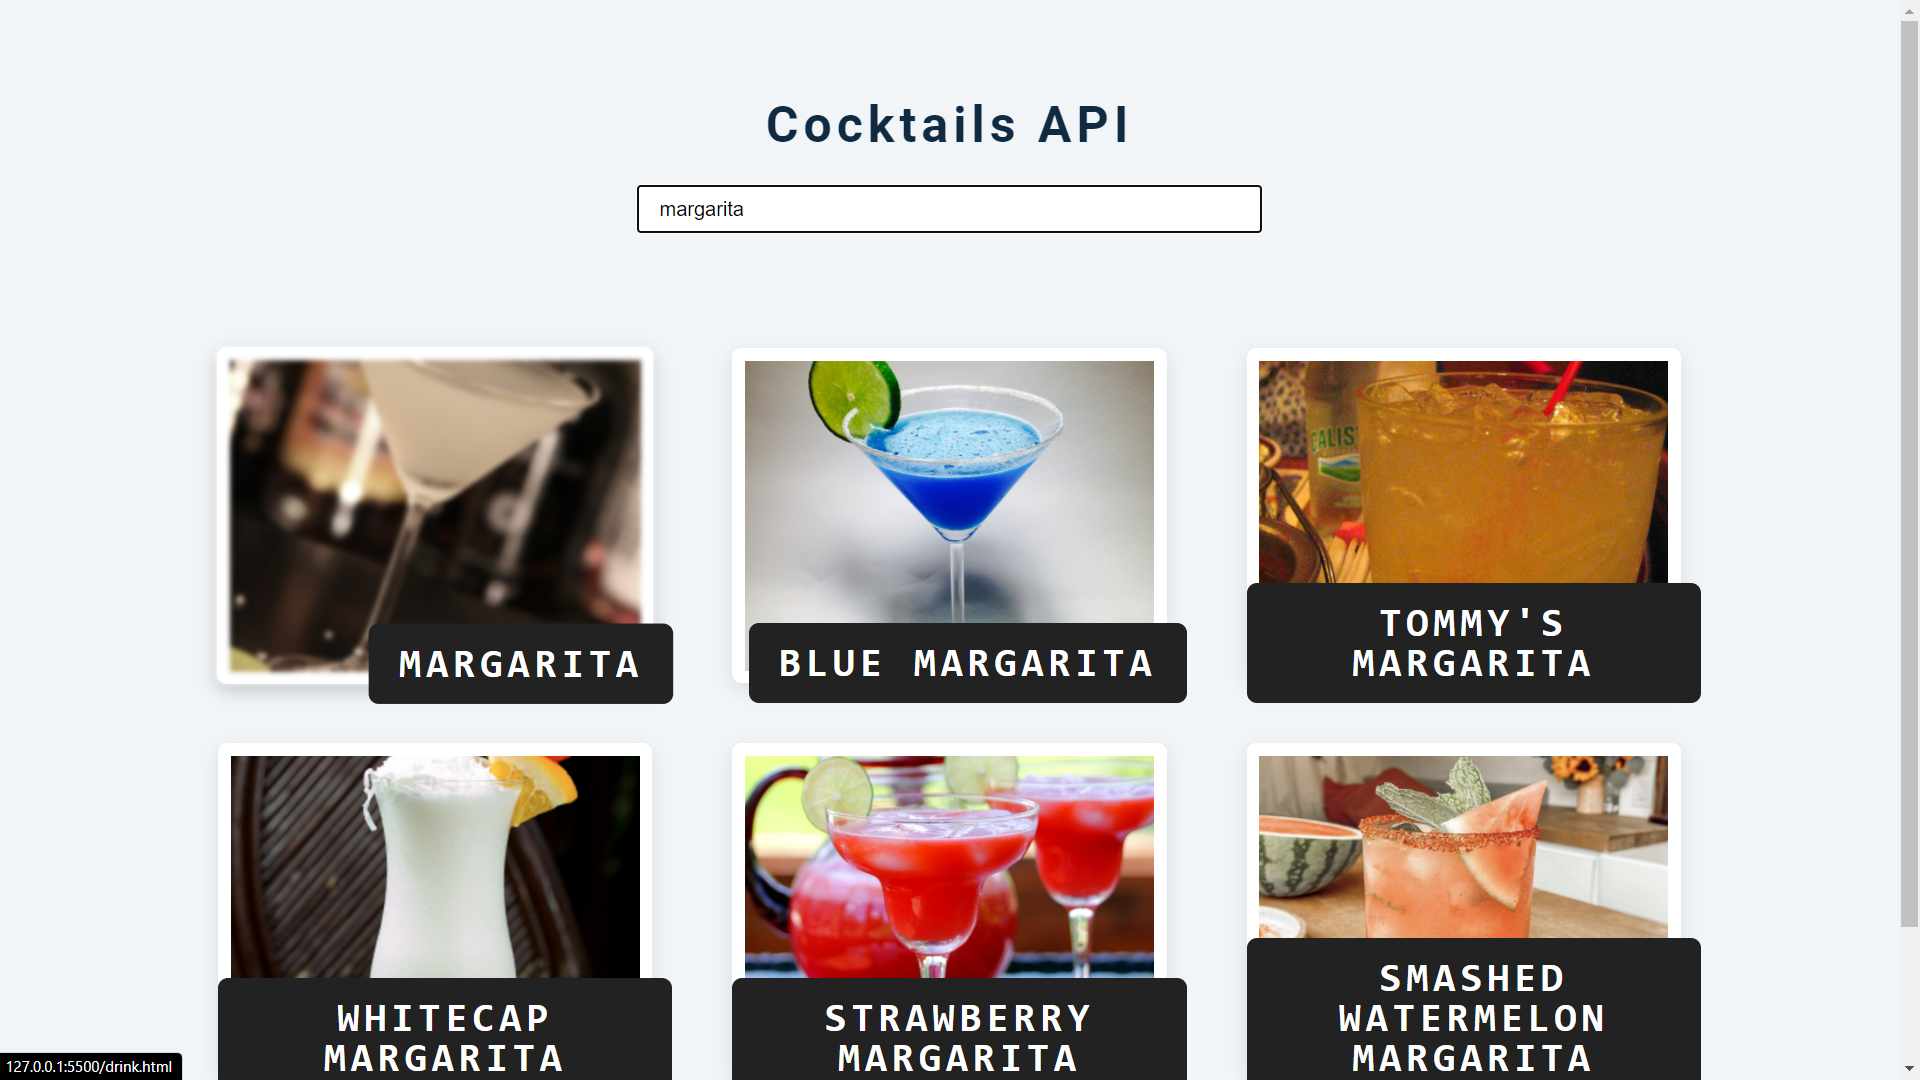 Cocktails API
margarita
CALIS
MARGARITA
BLUE MARGARITA
TOMMY'S
MARGARITA
WHITECAP
MARGARITA
STRAWBERRY
MARGARITA
SMASHED
WATERMELON
MARGARITA
127.0.0.1:5500/drink.html